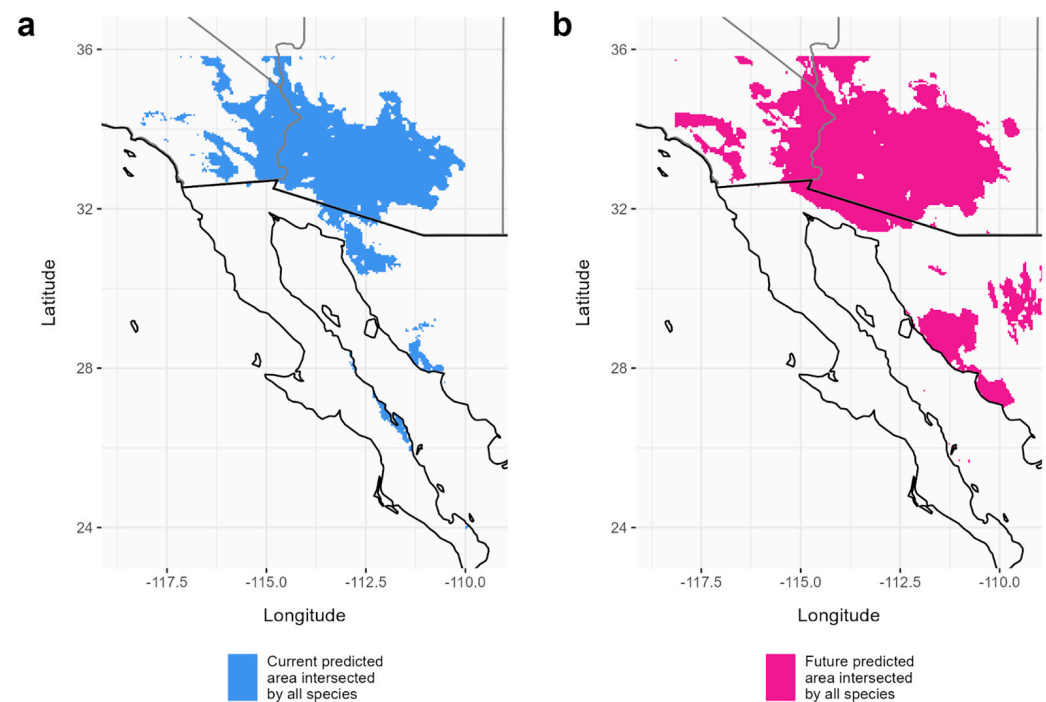 a
36
32
28
24
Latitude
-117.5
-115.0
-112.5
-110.0
Longitude
Current predicted
area intersected
by all species
b
36
32
28
24
Latitude
-117.5
-115.0
-112.5
-110.0
Longitude
Future predicted
area intersected
by all species